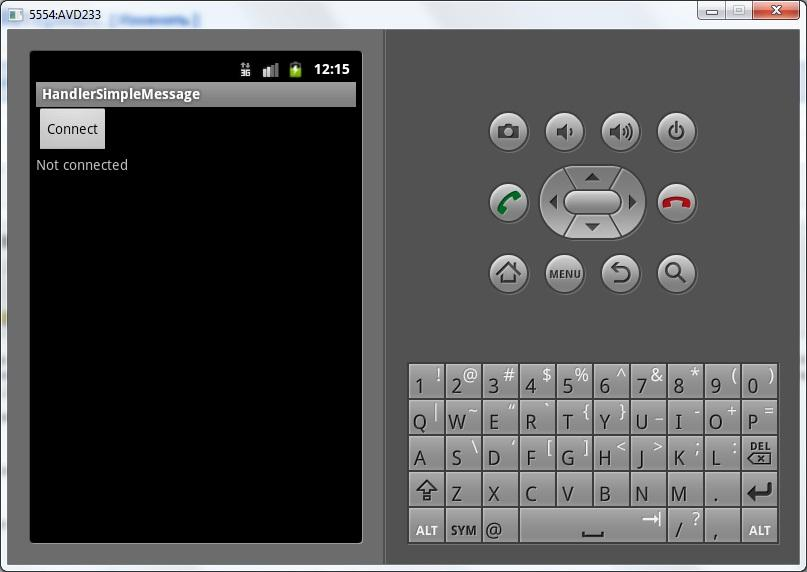 5554:AVD233
3G 12:15
HandlerSimpleMessage
Connect
Not connected
MENU
1 ! 2 @ 3 # 4 $ 5 % 6 ^ 7 & 8 * 9 ( 0 )
Q | W ~ E “ R ` T { Y } U _ I - O + P =
A S \ D ‘ F [ G ] H < J > K ; L : DEL
Z X C V B N M .
ALT SYM @ / ? , ALT